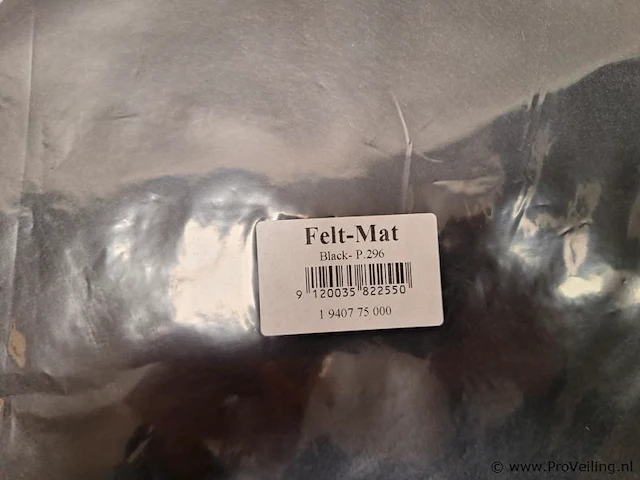 Felt-Mat
Black- P.296
9 120035 822550
1 9407 75 000
© www.ProVeiling.nl